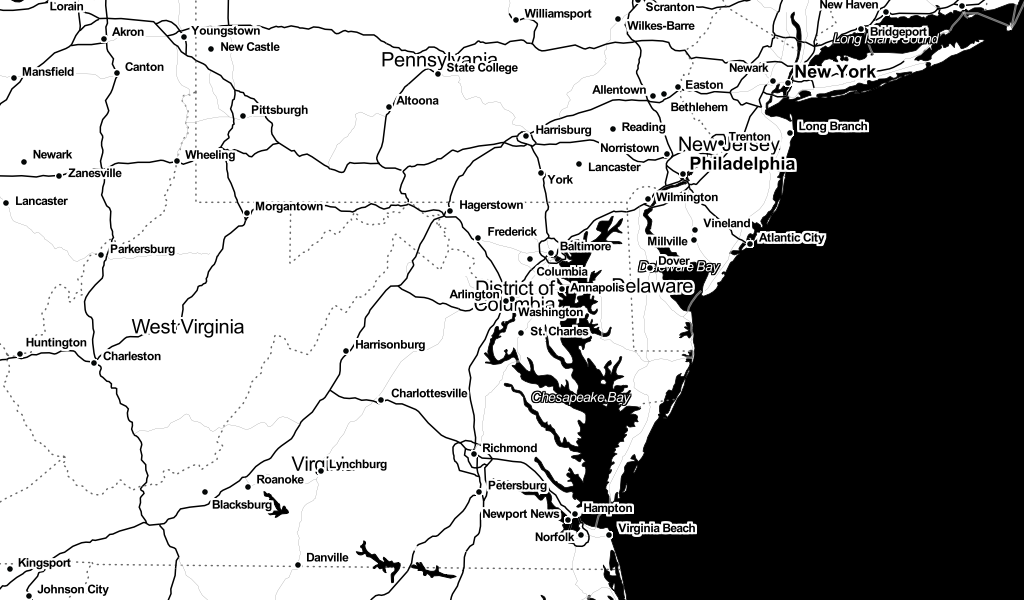 Lorain
Williamsport
Scranton
Wilkes-Barre
New Haven
Akron
Youngstown
New Castle
Bridgeport
Long Island Sound
Mansfield
Canton
Pennsylvania
State College
Newark
New York
Allentown
Easton
Bethlehem
Altoona
Pittsburgh
Harrisburg
Reading
Long Branch
Trenton
New Jersey
Norristown
Philadelphia
Newark
Wheeling
Lancaster
Zanesville
York
Lancaster
Morgantown
Hagerstown
Wilmington
Frederick
Vineland
Millville
Atlantic City
Parkersburg
Baltimore
Columbia
Dover
Delaware Bay
Arlington
District of
Columbia
Annapolis
Delaware
Washington
West Virginia
St. Charles
Huntington
Charleston
Harrisonburg
Charlottesville
Chesapeake Bay
Richmond
Virginia
Lynchburg
Roanoke
Blacksburg
Petersburg
Newport News
Hampton
Norfolk
Virginia Beach
Danville
Kingsport
Johnson City